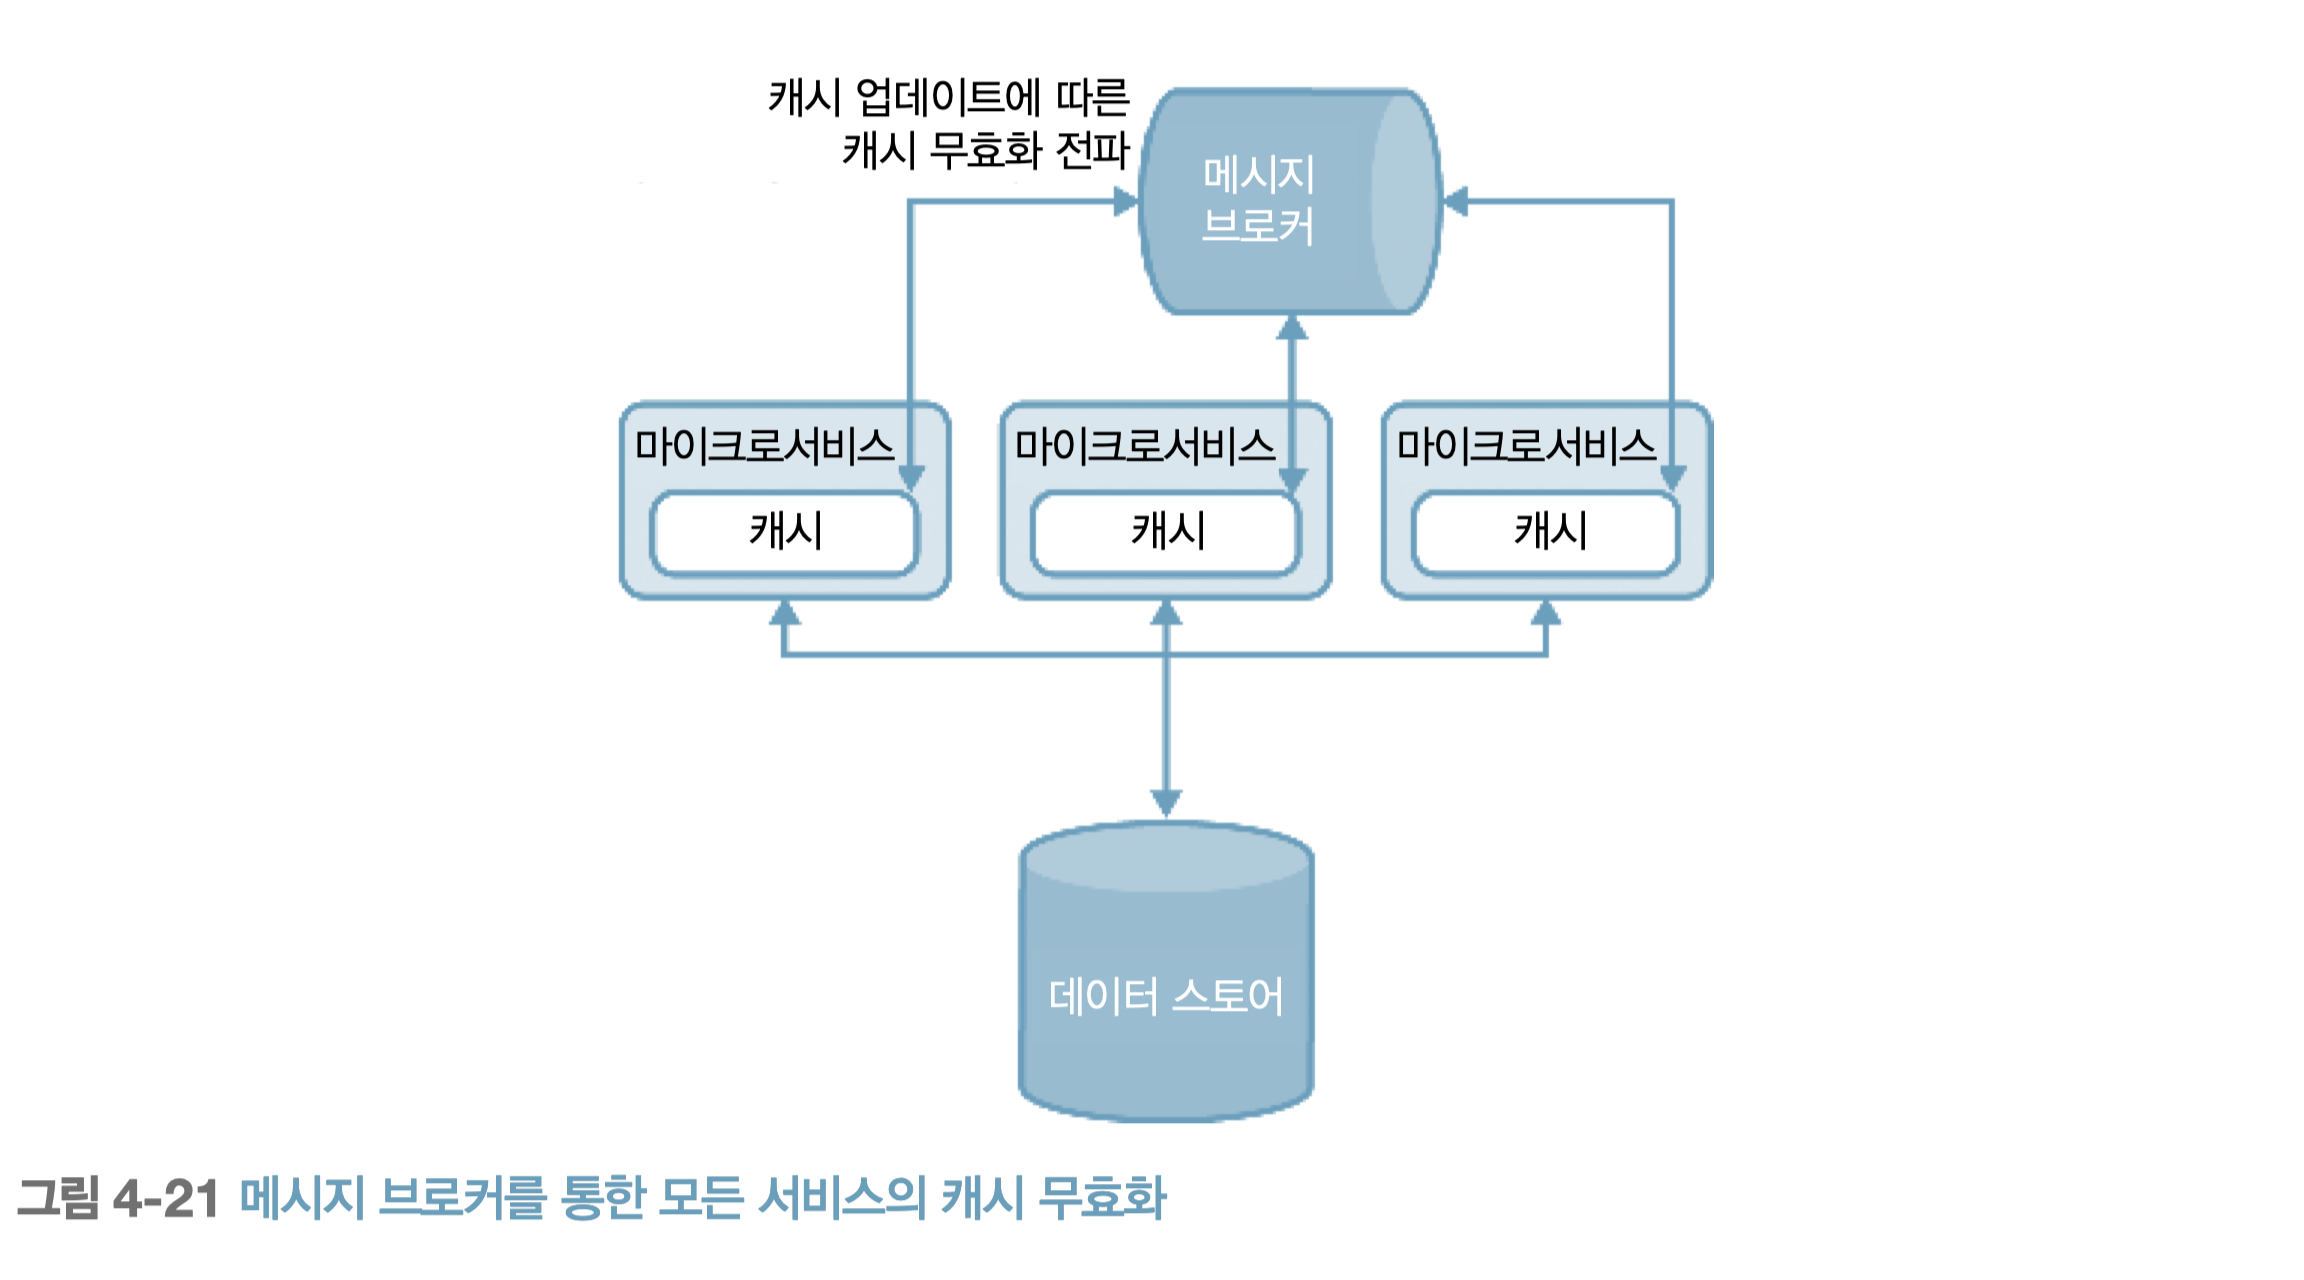 캐시 업데이트에 따른
캐시 무효화 전파
메시지
브로커
마이크로서비스
캐시
마이크로서비스
캐시
마이크로서비스
캐시
데이터 스토어
그림 4-21 메시지 브로커를 통한 모든 서비스의 캐시 무효화